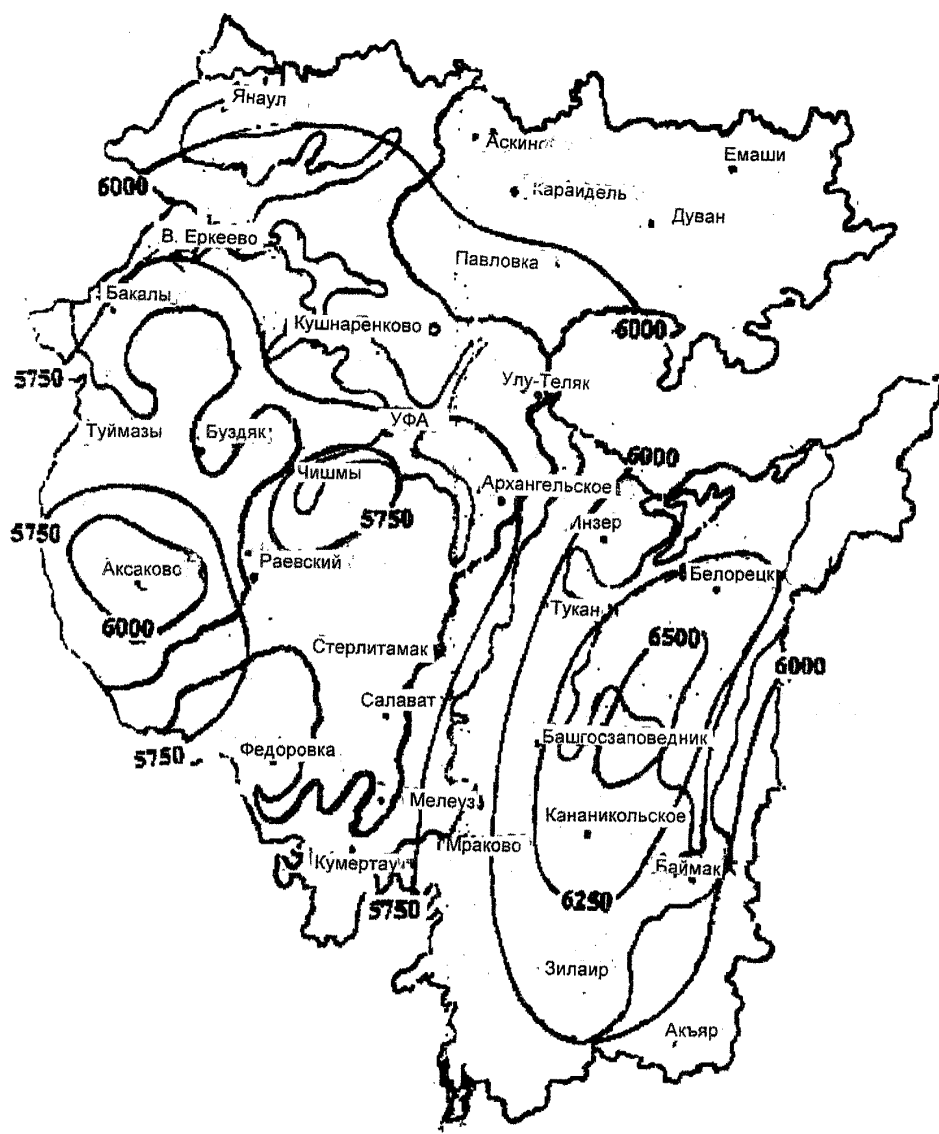 Янаул
Аскино
Емаши
6000
Караидель
Дуван
В. Еркеево
Павловка
Бакалы
Кушнаренково
6000
5750
Улу-Теляк
Туймазы
Буздяк
УФА
6000
Чишмы
Архангельское
5750
5750
Инзер
Аксаково
Раевский
Белорецк
Тукан
6000
6500
Стерлитамак
6000
Салават
5750
Федоровка
Башгосзаповедник
Мелеуз
Кананикольское
Мраково
Кумертау
Баймак
5750
6250
Зилаир
Акъяр